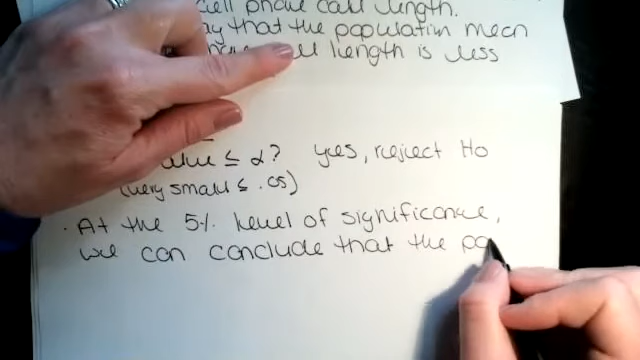 cell phone call length.
say that the population mean
length is less
value ≤ α? yes, reject Ho
(very small ≤ .05)
· At the 5% level of significance,
we can conclude that the po